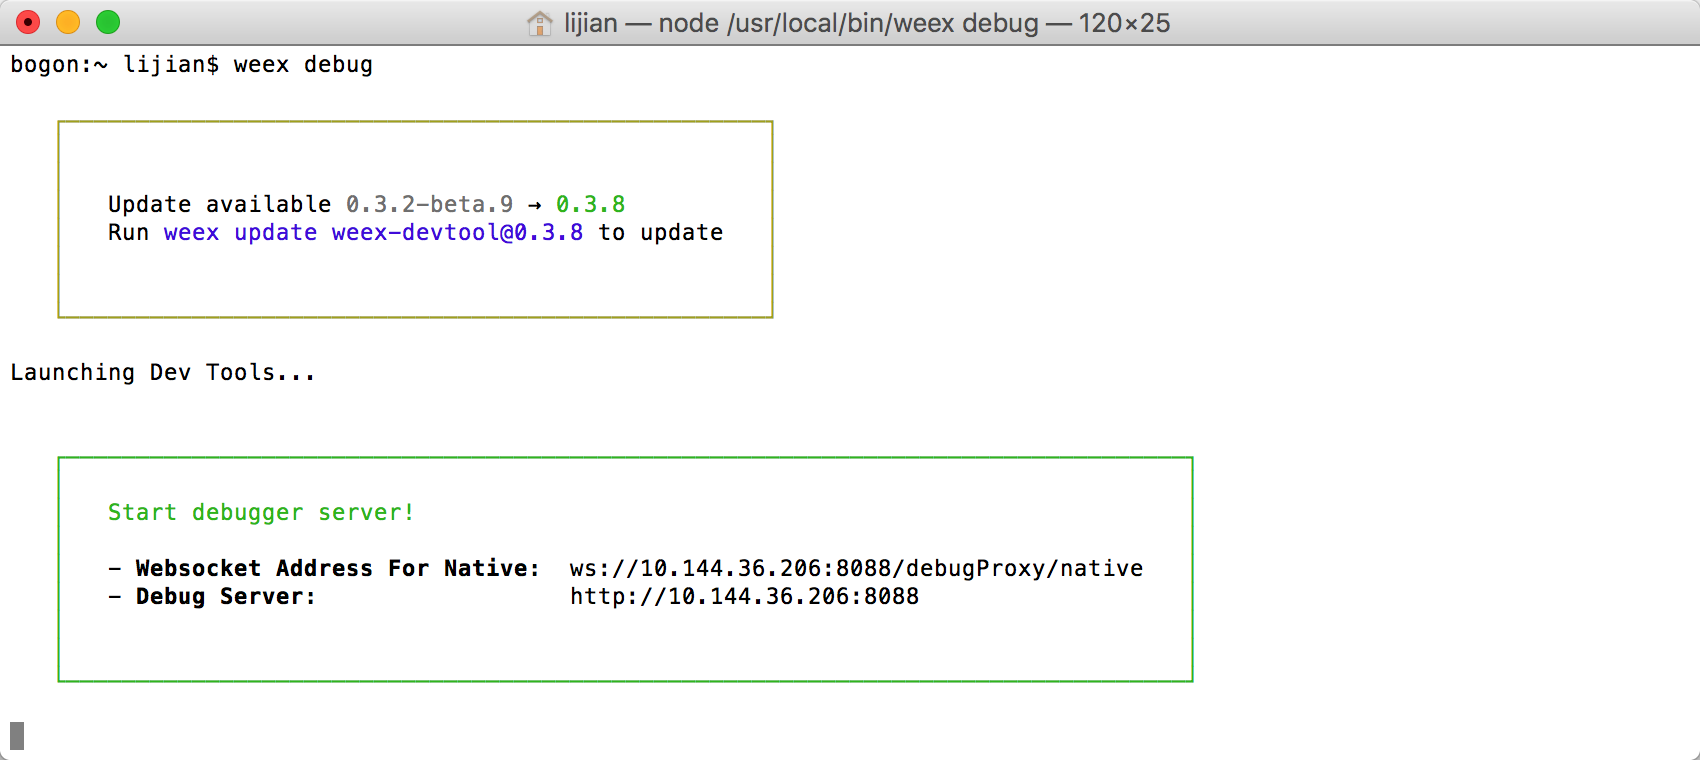 lijian — node /usr/local/bin/weex debug — 120×25
bogon:~ lijian$ weex debug
Update available 0.3.2-beta.9 → 0.3.8
Run weex update weex-devtool@0.3.8 to update
Launching Dev Tools...
Start debugger server!
- Websocket Address For Native:  ws://10.144.36.206:8088/debugProxy/native
- Debug Server:                  http://10.144.36.206:8088